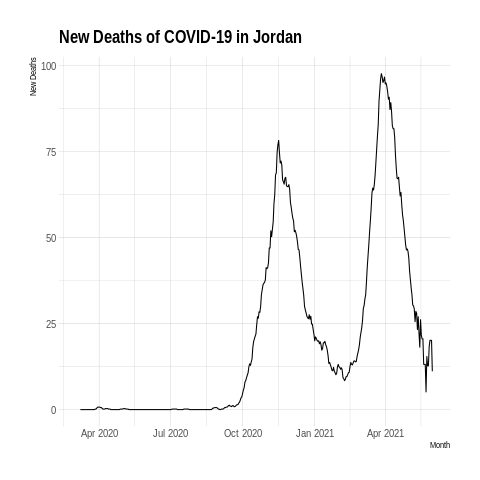 New Deaths of COVID-19 in Jordan
New Deaths
100
75
50
25
0
Apr 2020 Jul 2020 Oct 2020 Jan 2021 Apr 2021
Month